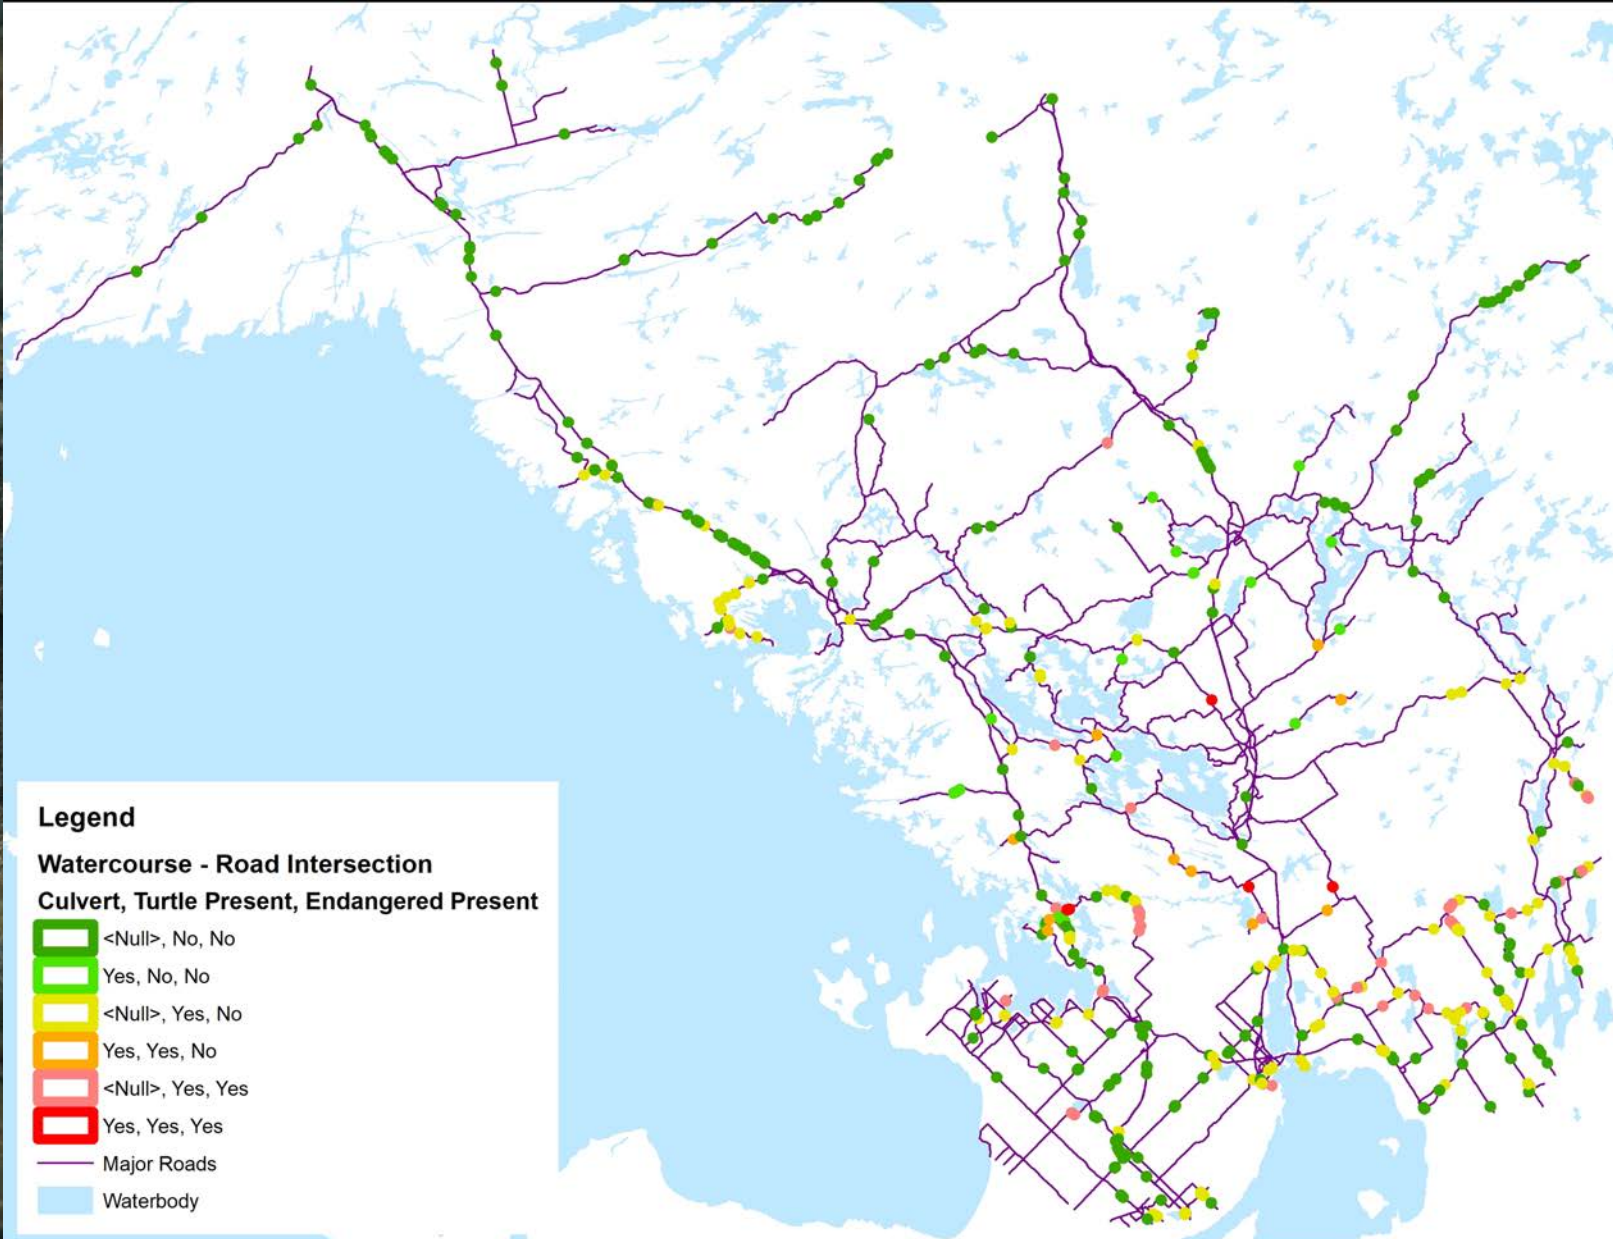 Legend
Watercourse - Road Intersection
Culvert, Turtle Present, Endangered Present
<Null>, No, No
Yes, No, No
<Null>, Yes, No
Yes, Yes, No
<Null>, Yes, Yes
Yes, Yes, Yes
Major Roads
Waterbody